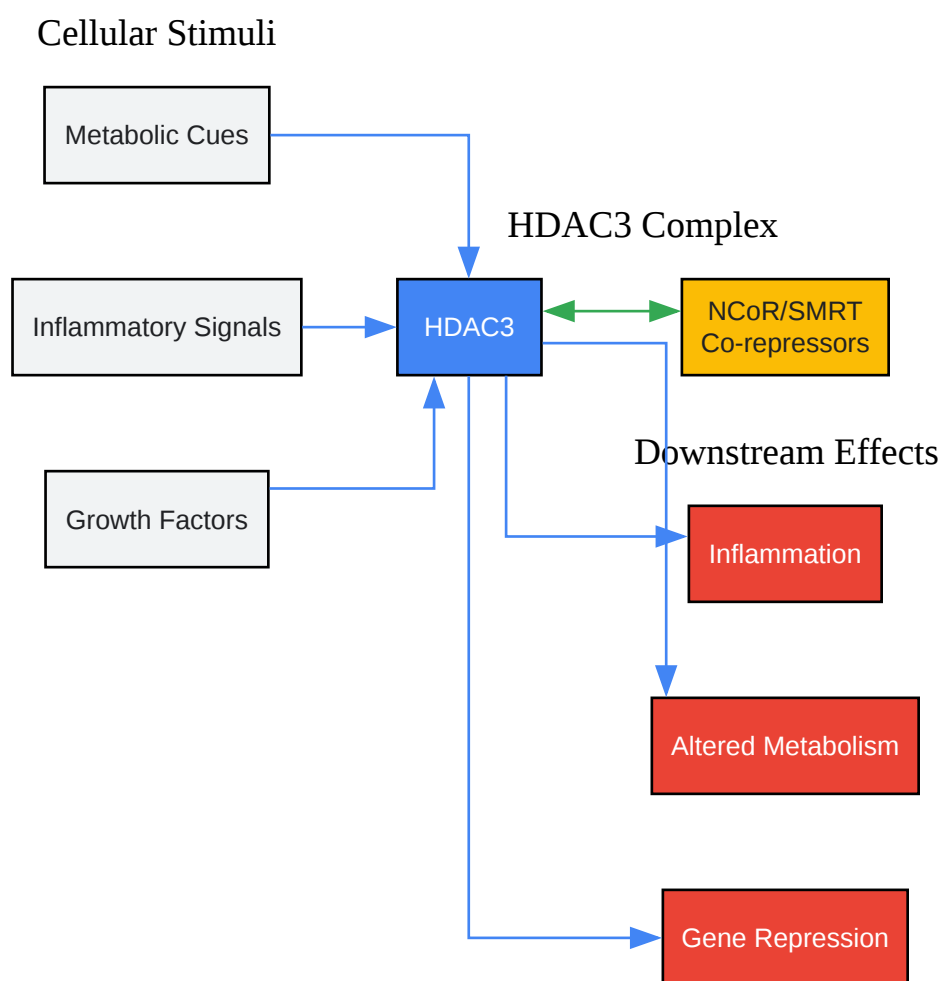 Cellular Stimuli
Metabolic Cues
HDAC3 Complex
Inflammatory Signals
HDAC3
NCoR/SMRT
Co-repressors
Downstream Effects
Growth Factors
Inflammation
Altered Metabolism
Gene Repression